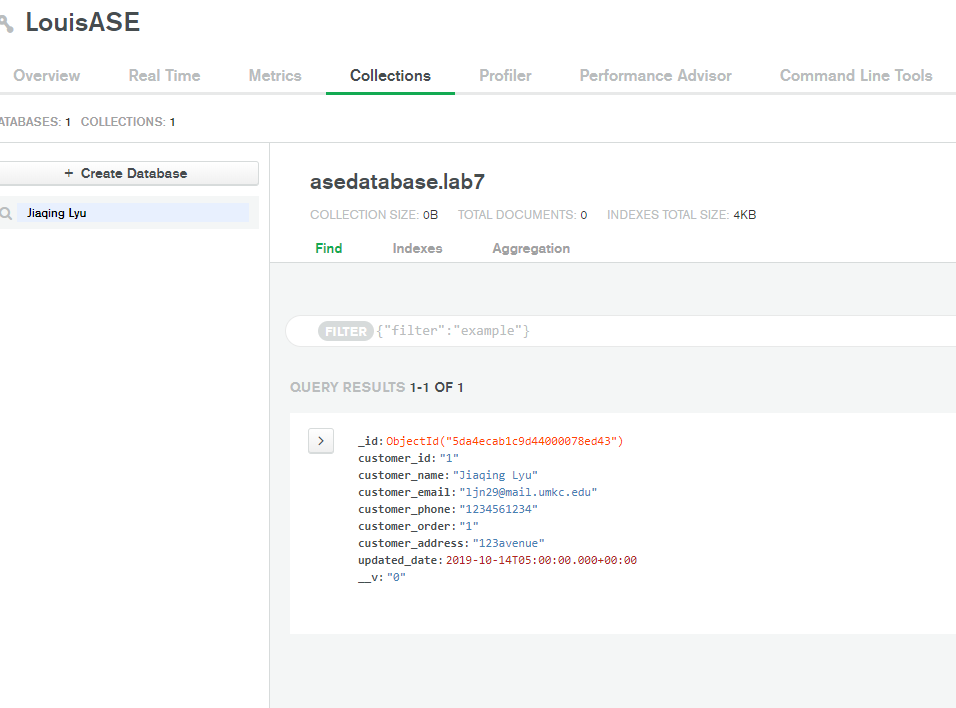 LouisASE
Overview Real Time Metrics Collections Profiler Performance Advisor Command Line Tools
ATABASES: 1 COLLECTIONS: 1
+ Create Database
Jiaqing Lyu
asedatabase.lab7
COLLECTION SIZE: 0B TOTAL DOCUMENTS: 0 INDEXES TOTAL SIZE: 4KB
Find Indexes Aggregation
FILTER {"filter":"example"}
QUERY RESULTS 1-1 OF 1
_id: ObjectId("5da4ecab1c9d44000078ed43")
customer_id: "1"
customer_name: "Jiaqing Lyu"
customer_email: "ljn29@mail.umkc.edu"
customer_phone: "1234561234"
customer_order: "1"
customer_address: "123avenue"
updated_date: 2019-10-14T05:00:00.000+00:00
__v: "0"